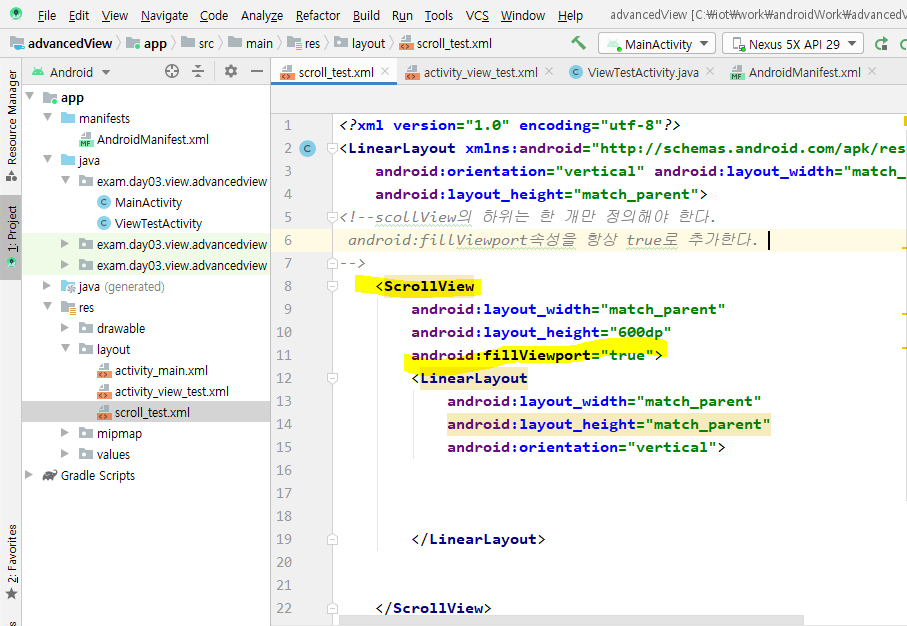 File Edit View Navigate Code Analyze Refactor Build Run Tools VCS Window Help advancedView [C:₩iot₩work₩androidWork₩advancedV
advancedView app src main res layout scroll_test.xml MainActivity Nexus 5X API 29
Android scroll_test.xml activity_view_test.xml ViewTestActivity.java AndroidManifest.xml
Resource Manager
1: Project
2: Favorites
app
manifests
AndroidManifest.xml
java
exam.day03.view.advancedview
MainActivity
ViewTestActivity
exam.day03.view.advancedview
exam.day03.view.advancedview
java (generated)
res
drawable
layout
activity_main.xml
activity_view_test.xml
scroll_test.xml
mipmap
values
Gradle Scripts
1 <?xml version="1.0" encoding="utf-8"?>
2 <LinearLayout xmlns:android="http://schemas.android.com/apk/res
3 android:orientation="vertical" android:layout_width="match_
4 android:layout_height="match_parent">
5 <!--scollView의 하위는 한 개만 정의해야 한다.
6 android:fillViewport속성을 항상 true로 추가한다.
7 -->
8 <ScrollView
9 android:layout_width="match_parent"
10 android:layout_height="600dp"
11 android:fillViewport="true">
12 <LinearLayout
13 android:layout_width="match_parent"
14 android:layout_height="match_parent"
15 android:orientation="vertical">
16
17
18
19 </LinearLayout>
20
21
22 </ScrollView>